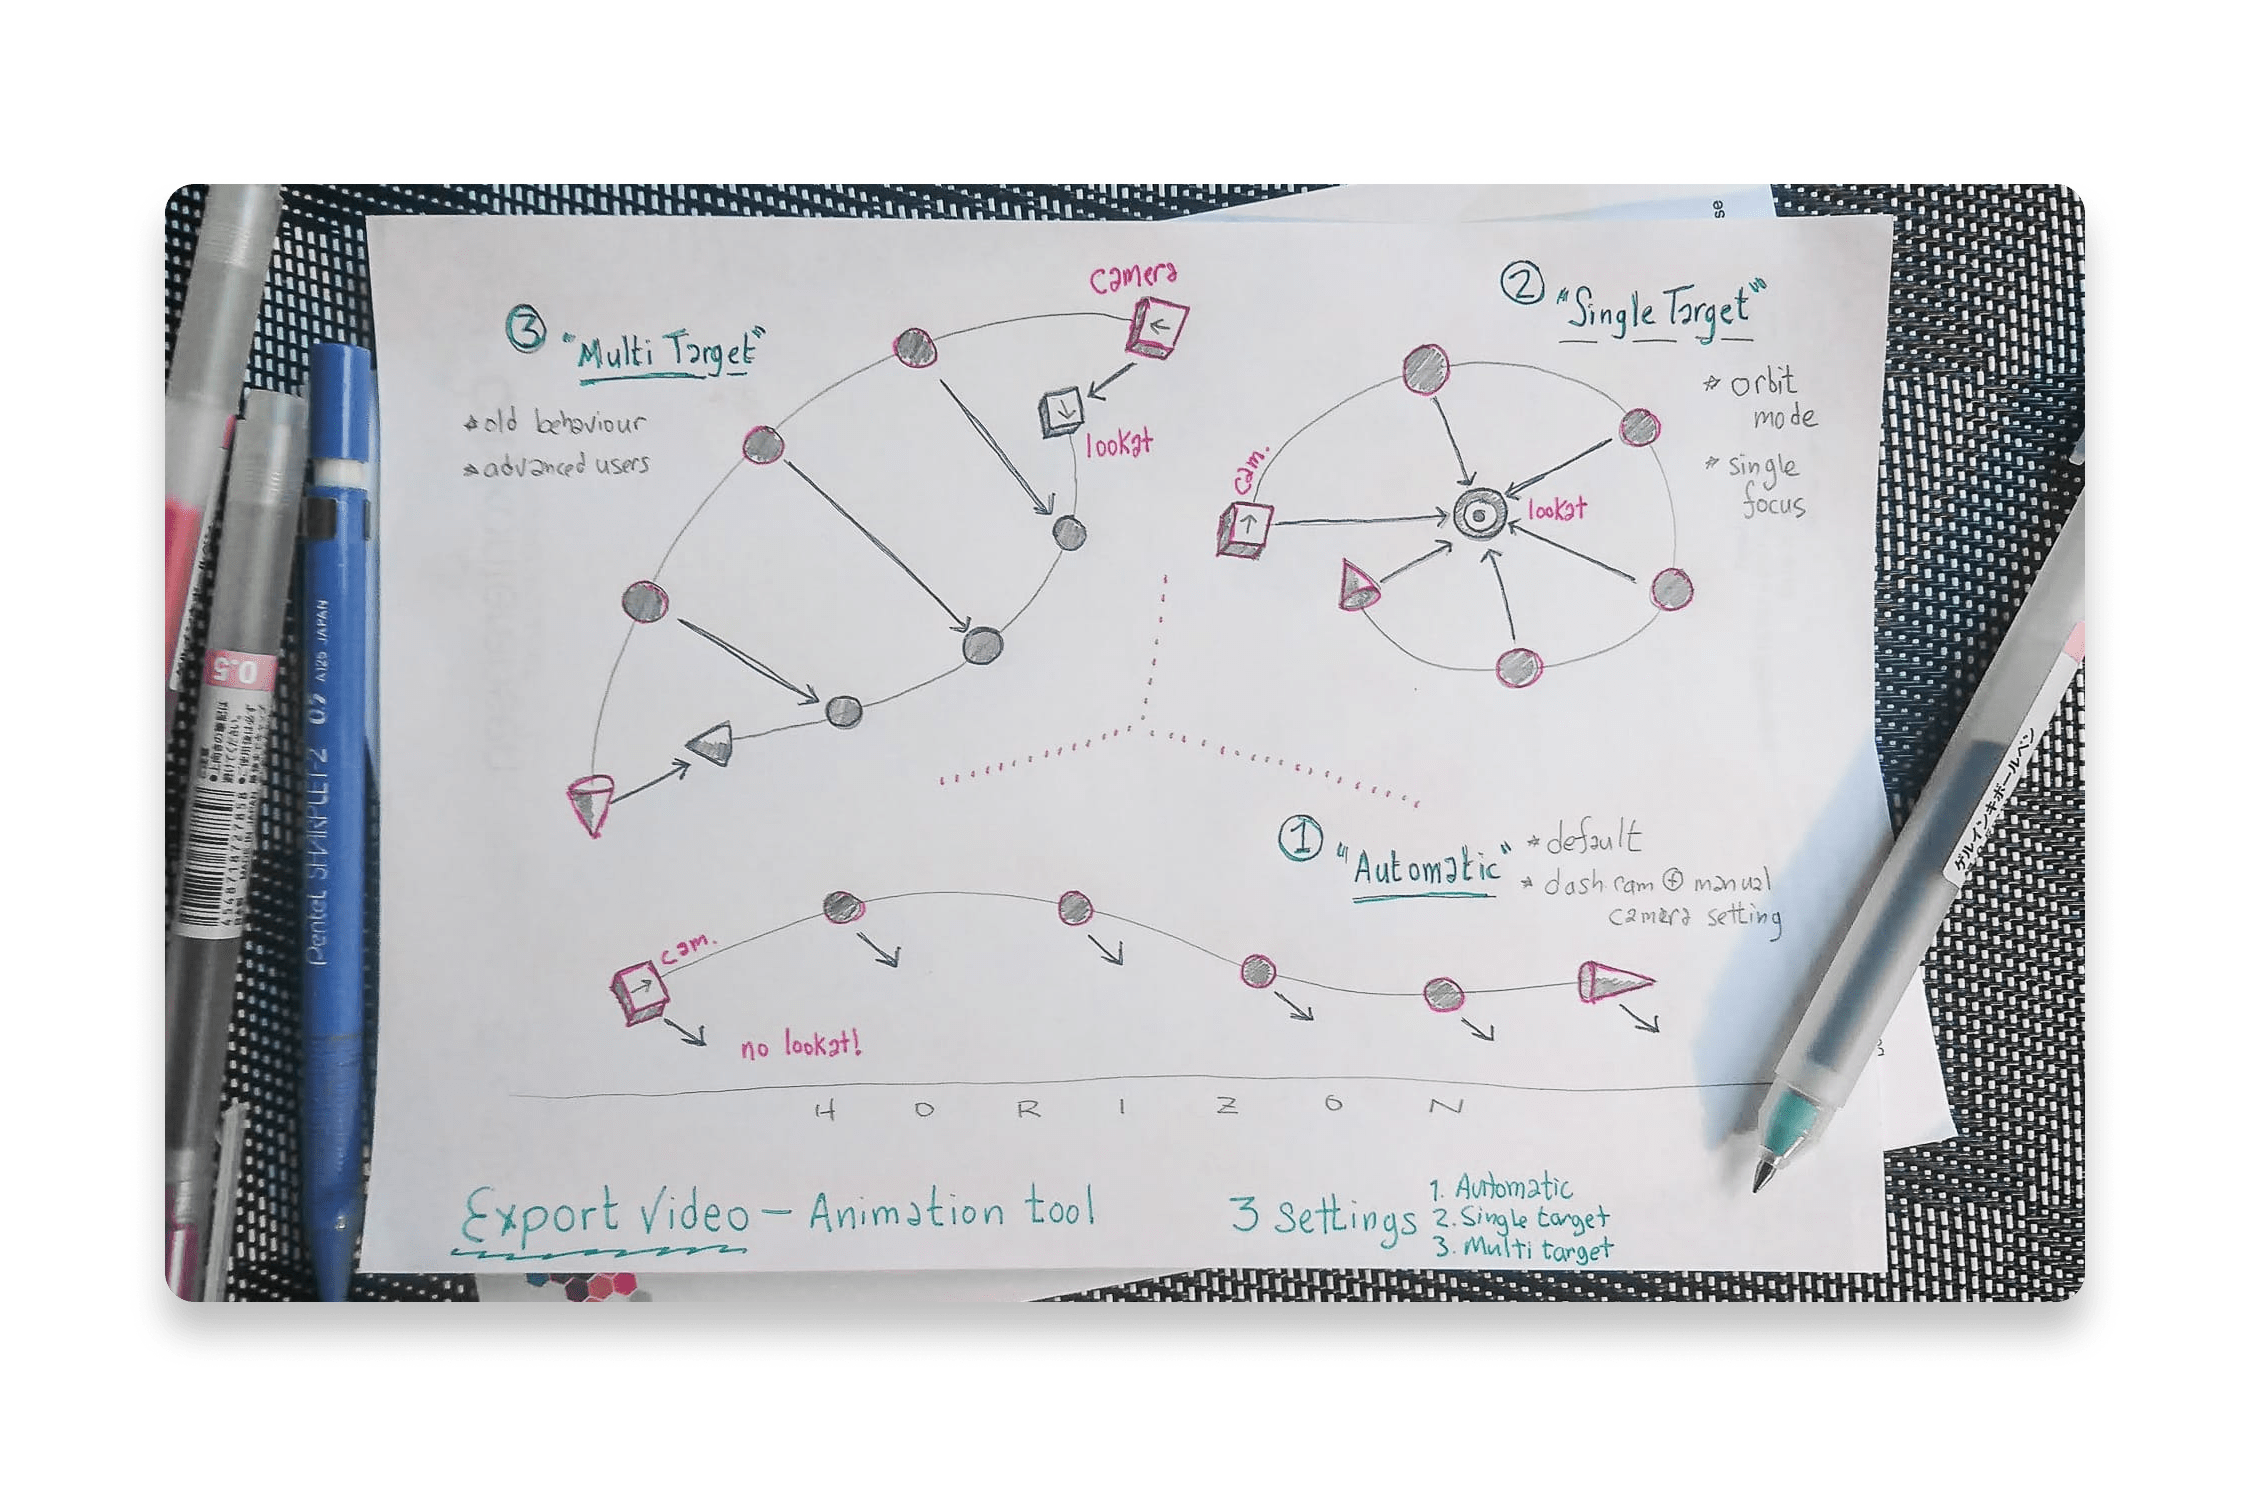 camera
③ "Multi Target"
* old behaviour
* advanced users
lookat
② "Single Target"
* orbit
mode
* single
focus
cam.
lookat
① "Automatic"
* default
* dash cam ⊕ manual
camera setting
cam.
no lookat!
H O R I Z O N
Export Video — Animation tool
3 settings
1. Automatic
2. Single target
3. Multi target
0.5
Pentel SHARPLET-2 0.7 A125 JAPAN
4568718727858
ゲルインキボールペン
se